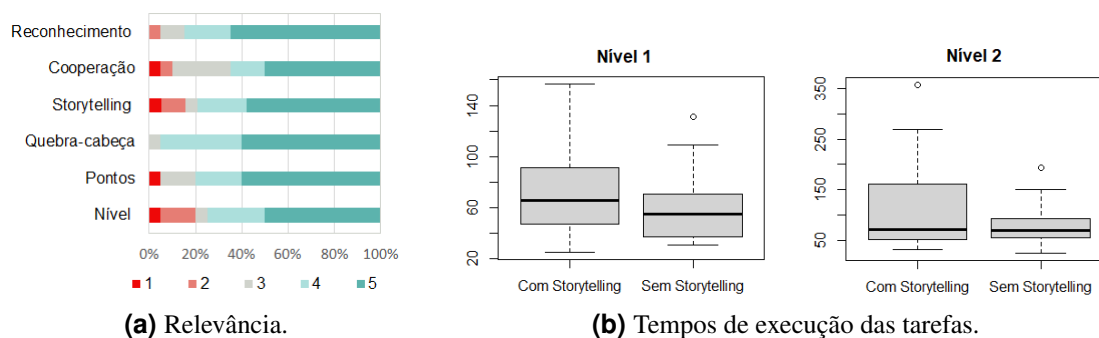 Reconhecimento
Cooperação
Storytelling
Quebra-cabeça
Pontos
Nível
0% 20% 40% 60% 80% 100%
1 2 3 4 5
(a) Relevância.
Nível 1
140
100
60
20
Com Storytelling Sem Storytelling
Nível 2
350
250
150
50
Com Storytelling Sem Storytelling
(b) Tempos de execução das tarefas.